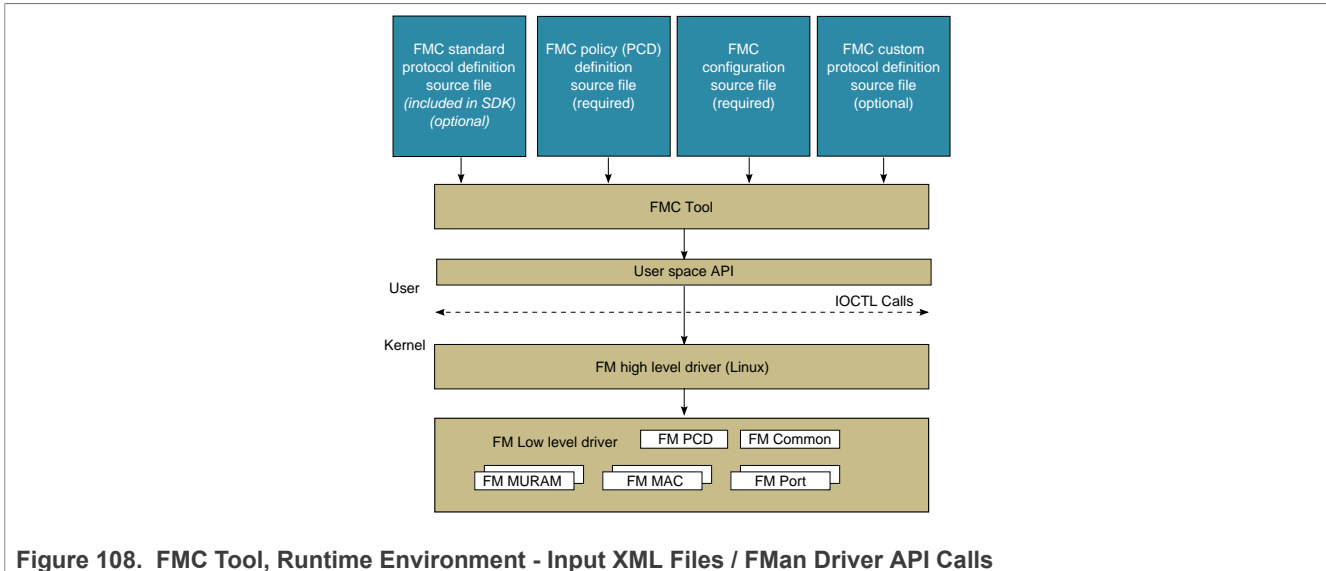 FMC standard
protocol definition
source file
(included in SDK)
(optional)
FMC policy (PCD)
definition
source file
(required)
FMC
configuration
source file
(required)
FMC custom
protocol definition
source file
(optional)
FMC Tool
User space API
User
IOCTL Calls
Kernel
FM high level driver (Linux)
FM Low level driver
FM PCD
FM Common
FM MURAM
FM MAC
FM Port
Figure 108. FMC Tool, Runtime Environment - Input XML Files / FMan Driver API Calls